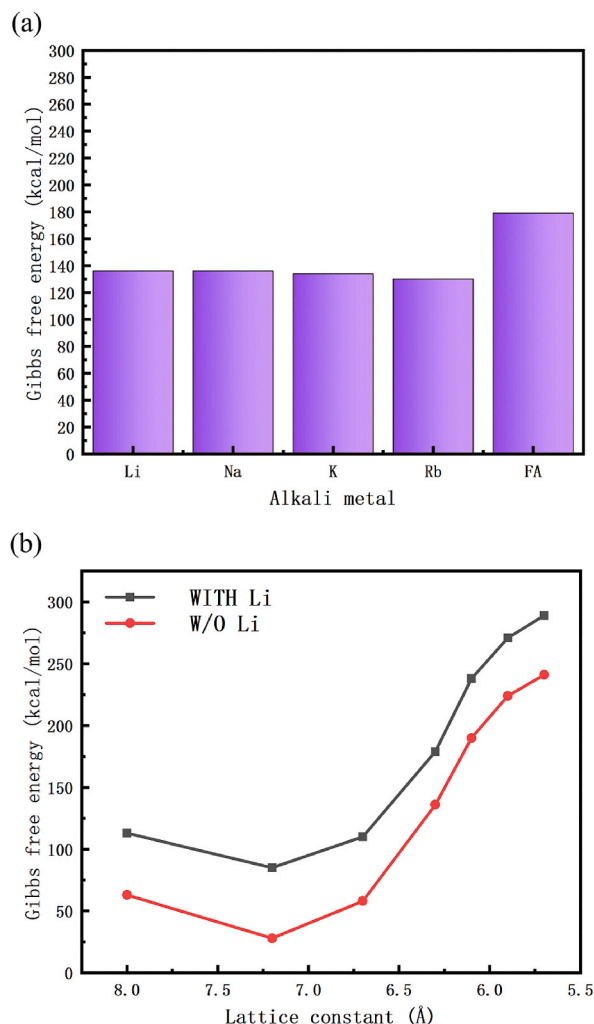 (a)
300
280
260
240
220
200
180
160
140
120
100
80
60
40
20
0
Gibbs free energy (kcal/mol)
Li Na K Rb FA
Alkali metal
(b)
WITH Li
W/O Li
300
250
200
150
100
50
0
Gibbs free energy (kcal/mol)
8.0 7.5 7.0 6.5 6.0 5.5
Lattice constant (Å)